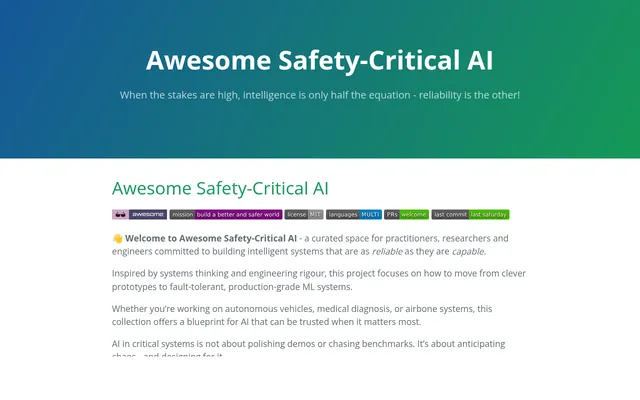 Awesome Safety-Critical AI
When the stakes are high, intelligence is only half the equation - reliability is the other!
Awesome Safety-Critical AI
awesome mission build a better and safer world license MIT languages MULTI PRs welcome last commit last saturday
👋 Welcome to Awesome Safety-Critical AI - a curated space for practitioners, researchers and
engineers committed to building intelligent systems that are as reliable as they are capable.
Inspired by systems thinking and engineering rigour, this project focuses on how to move from clever
prototypes to fault-tolerant, production-grade ML systems.
Whether you're working on autonomous vehicles, medical diagnosis, or airbone systems, this
collection offers a blueprint for AI that can be trusted when it matters most.
AI in critical systems is not about polishing demos or chasing benchmarks. It's about anticipating
chaos - and designing for it.